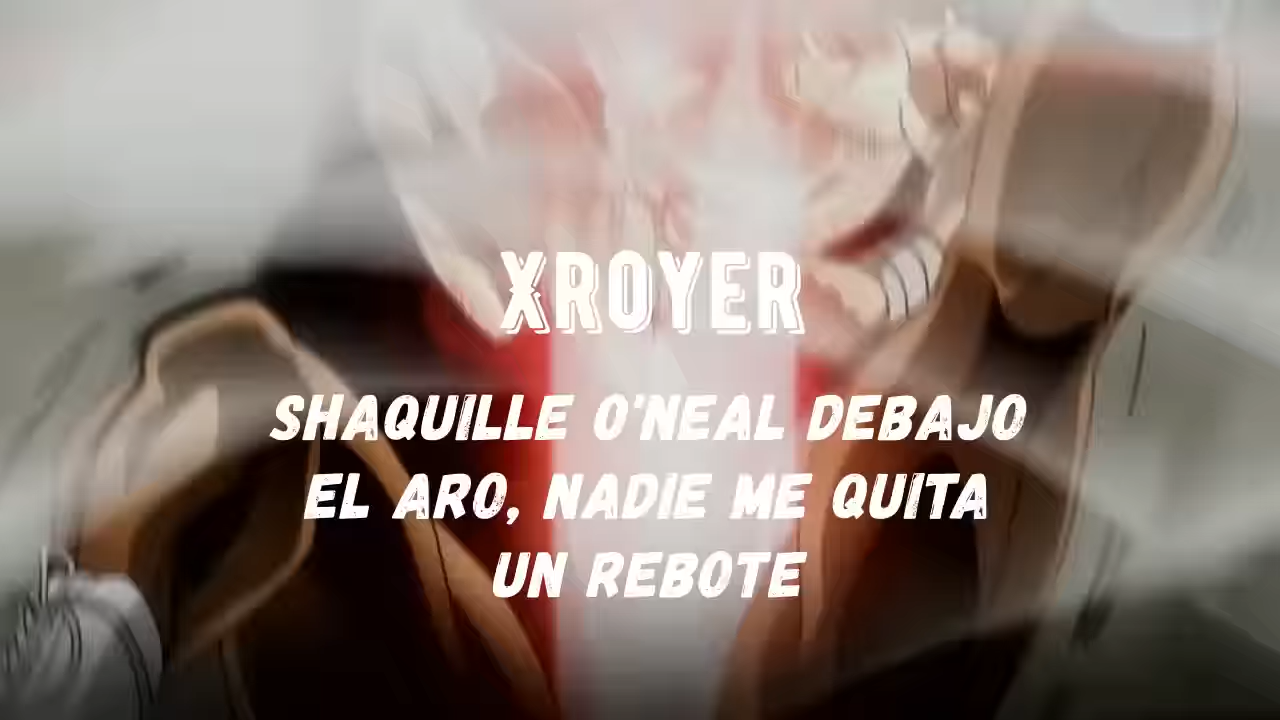 XROYER
SHAQUILLE O'NEAL DEBAJO
EL ARO, NADIE ME QUITA
UN REBOTE